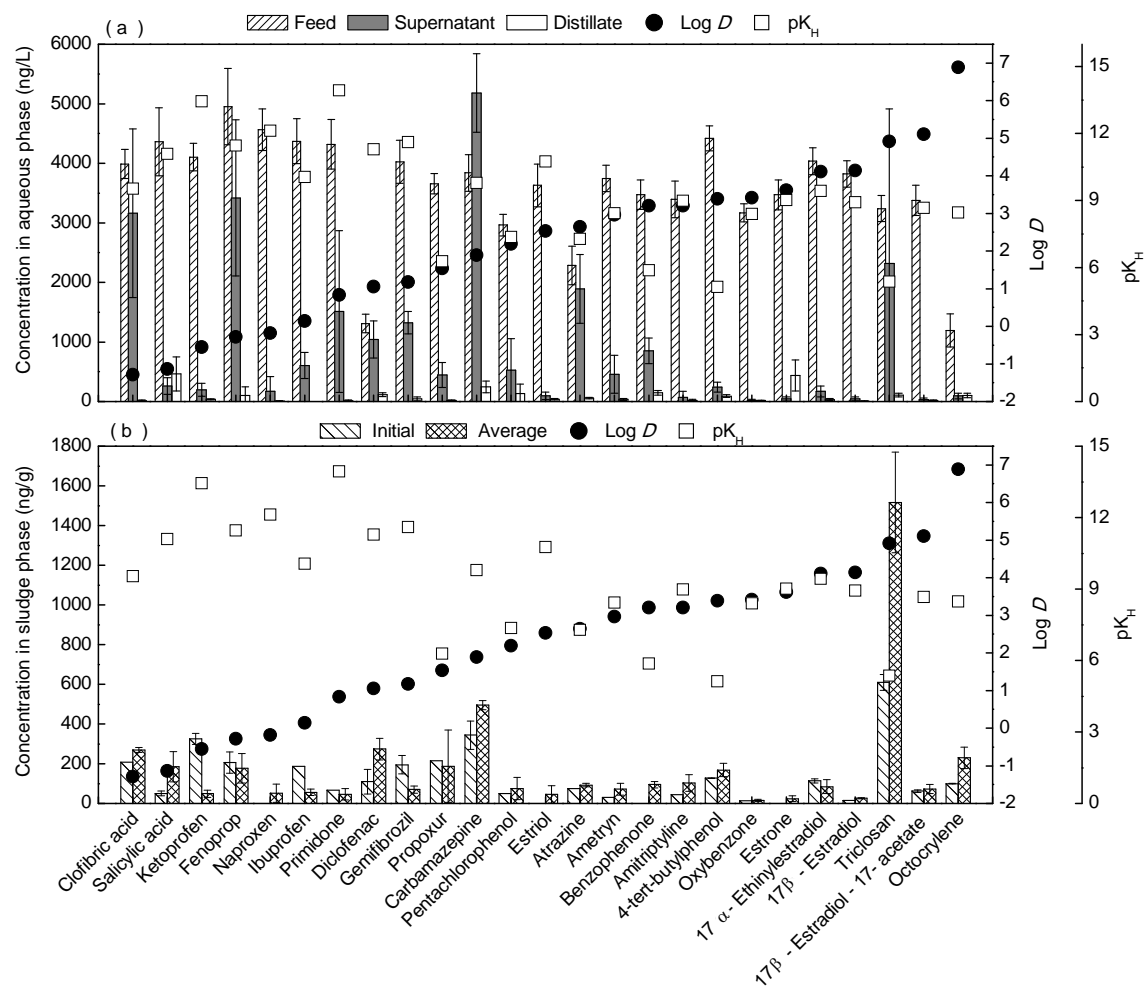 ( a )
Feed Supernatant Distillate Log D pK_H
Concentration in aqueous phase (ng/L)
6000
5000
4000
3000
2000
1000
0
7
6
5
4
3
2
1
0
-1
-2
Log D
15
12
9
6
3
0
pK_H
( b )
Initial Average Log D pK_H
Concentration in sludge phase (ng/g)
1800
1600
1400
1200
1000
800
600
400
200
0
7
6
5
4
3
2
1
0
-1
-2
Log D
15
12
9
6
3
0
pK_H
Clofibric acid
Salicylic acid
Ketoprofen
Fenoprop
Naproxen
Ibuprofen
Primidone
Diclofenac
Gemifibrozil
Propoxur
Carbamazepine
Pentachlorophenol
Estriol
Atrazine
Ametryn
Benzophenone
Amitriptyline
4-tert-butylphenol
Oxybenzone
Estrone
17 α - Ethinylestradiol
17β - Estradiol
Triclosan
17β - Estradiol - 17- acetate
Octocrylene